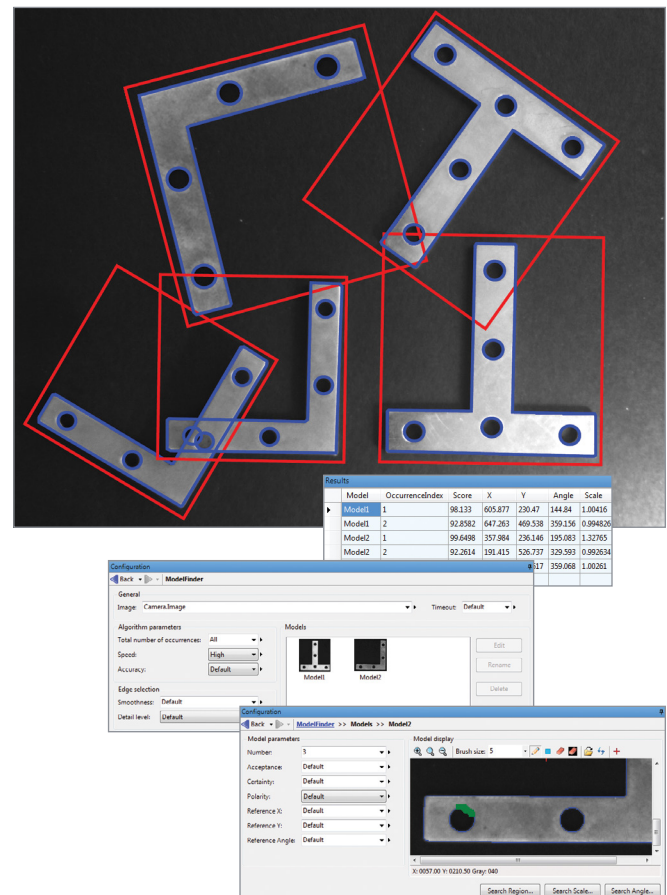 Results
Model OccurrenceIndex Score X Y Angle Scale
Model1 1 98.133 605.877 230.47 144.84 1.00416
Model1 2 92.8582 647.263 469.538 359.156 0.994826
Model2 1 99.6498 357.984 236.146 195.083 1.32765
Model2 2 92.2614 191.415 526.737 329.593 0.992634
517 359.068 1.00261
Configuration
Back ModelFinder
General
Image: Camera.Image Timeout: Default
Algorithm parameters Models
Total number of occurrences: All
Speed: High
Accuracy: Default
Model1 Model2
Edit
Rename
Delete
Edge selection
Smoothness: Default
Detail level: Default
Configuration
Back ModelFinder >> Models >> Model2
Model parameters Model display
Number: 3 Brush size: 5
Acceptance: Default
Certainty: Default
Polarity: Default
Reference X: Default
Reference Y: Default
Reference Angle: Default
X: 0057.00 Y: 0210.50 Gray: 040
Search Region... Search Scale... Search Angle...